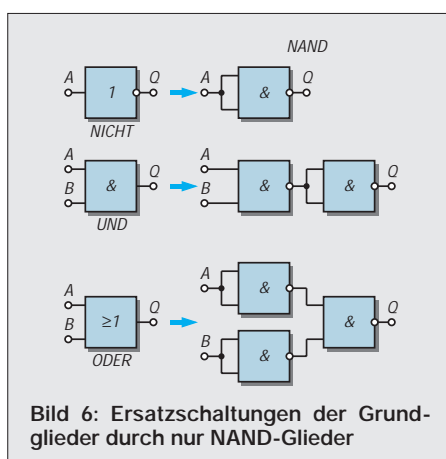 NAND
A Q A Q
1 &
NICHT
A A
& Q & & Q
B B
UND
A
&
A Q
≥1 & Q
B B
&
ODER
Bild 6: Ersatzschaltungen der Grund-
glieder durch nur NAND-Glieder